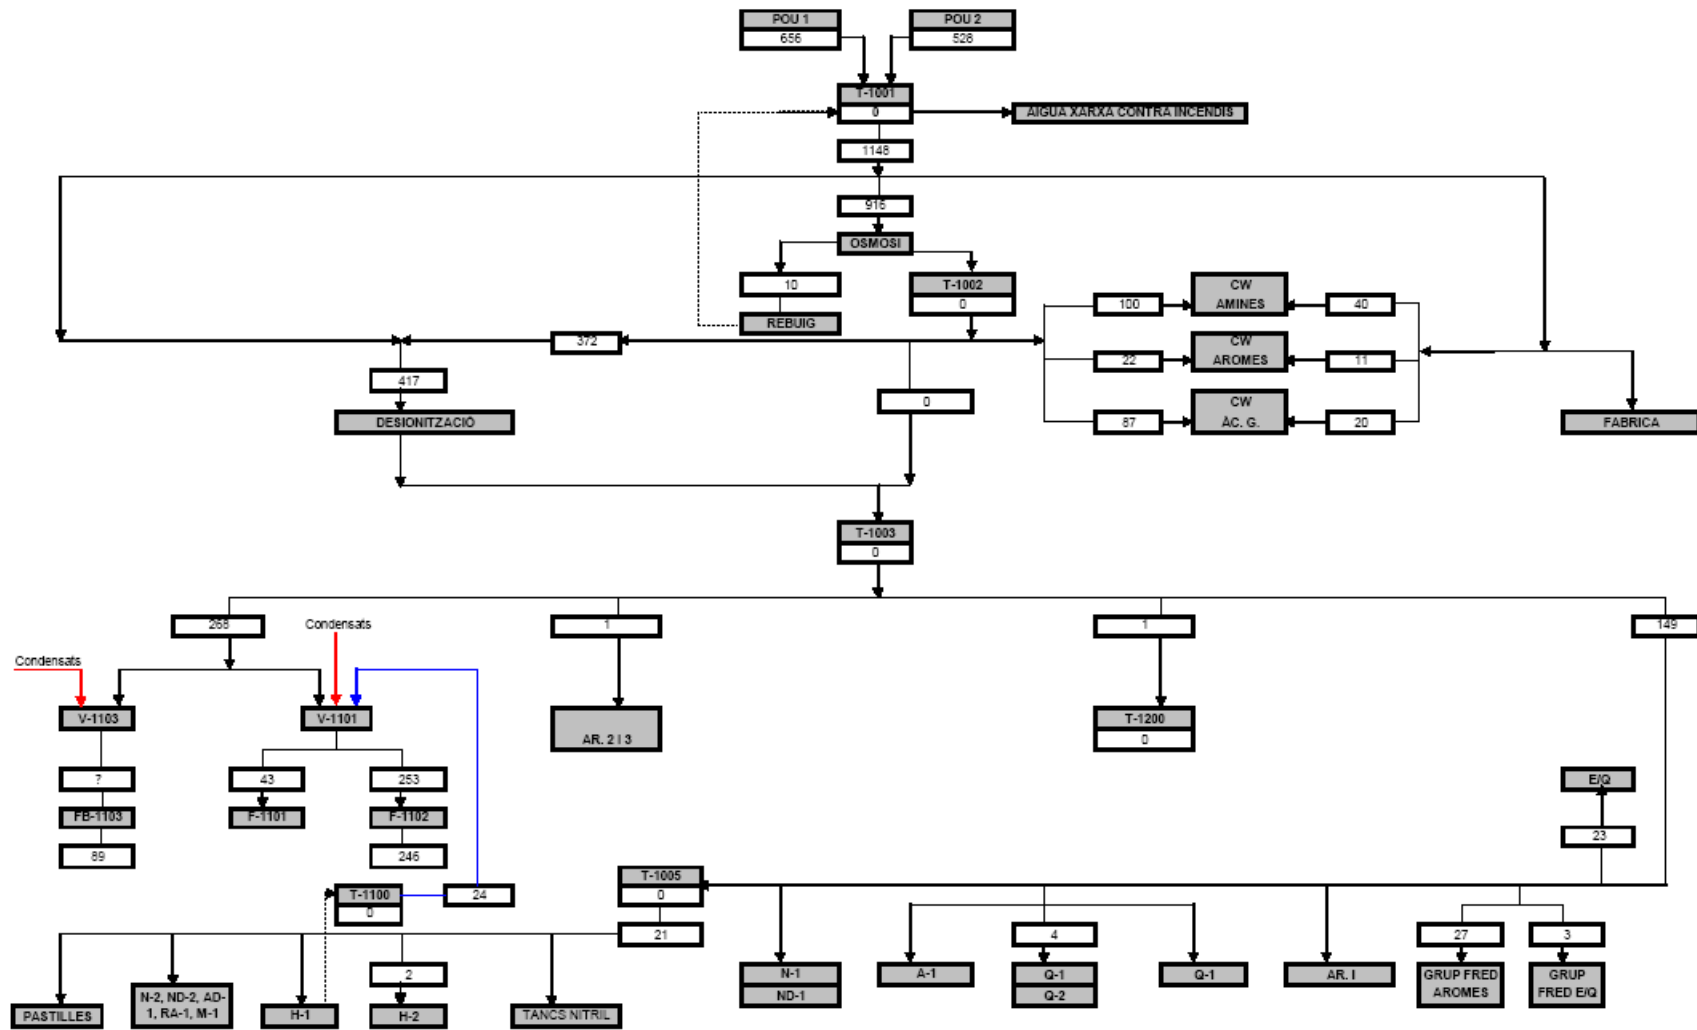 POU 1
POU 2
656
528
T-1001
0
AIGUA XARXA CONTRA INCENDIS
1148
916
OSMOSI
10
T-1002
0
REBUIG
CW
AMINES
100
40
372
CW
AROMES
22
11
417
0
CW
ÀC. G.
87
20
DESIONITZACIÓ
FABRICA
T-1003
0
268
Condensats
1
1
149
Condensats
V-1103
V-1101
AR. 2 I 3
T-1200
0
?
43
253
E/Q
FB-1103
F-1101
F-1102
23
89
246
T-1100
0
24
T-1005
0
21
4
27
3
2
N-1
ND-1
A-1
Q-1
Q-2
Q-1
AR. I
GRUP FRED
AROMES
GRUP
FRED E/Q
PASTILLES
N-2, ND-2, AD-
1, RA-1, M-1
H-1
H-2
TANCS NITRIL